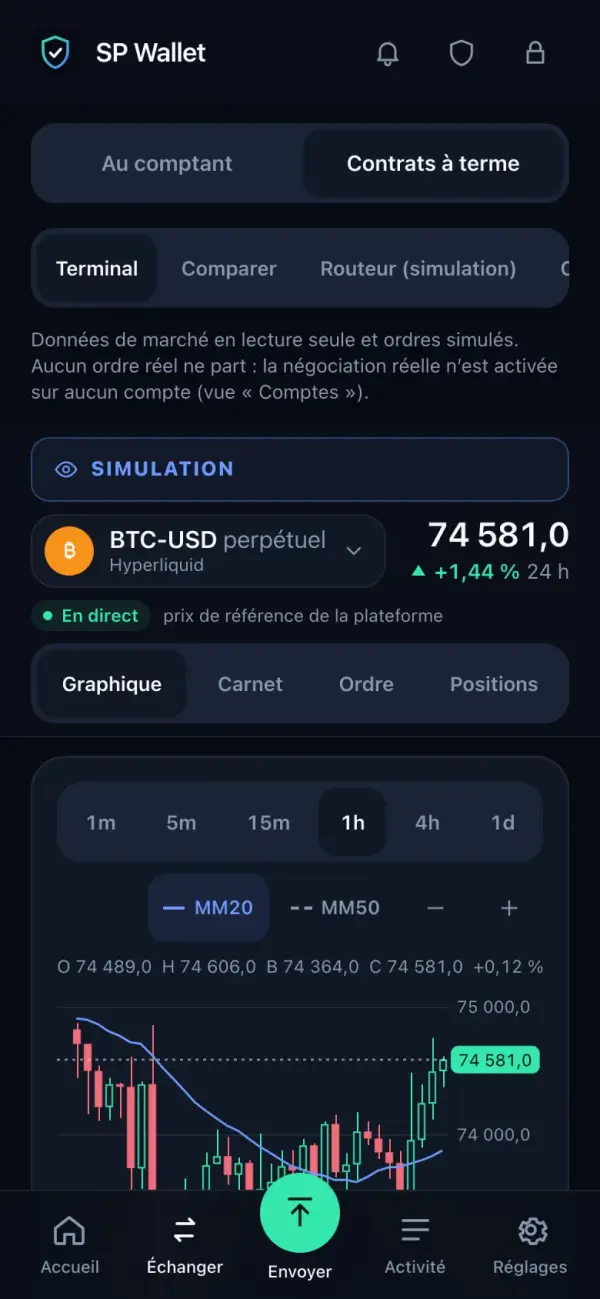 SP Wallet
Au comptant Contrats à terme
Terminal Comparer Routeur (simulation)
Données de marché en lecture seule et ordres simulés.
Aucun ordre réel ne part : la négociation réelle n’est activée
sur aucun compte (vue « Comptes »).
SIMULATION
BTC-USD perpétuel
Hyperliquid
74 581,0
+1,44 % 24 h
En direct prix de référence de la plateforme
Graphique Carnet Ordre Positions
1m 5m 15m 1h 4h 1d
MM20 MM50 − +
O 74 489,0 H 74 606,0 B 74 364,0 C 74 581,0 +0,12 %
75 000,0
74 581,0
74 000,0
Accueil Échanger Envoyer Activité Réglages